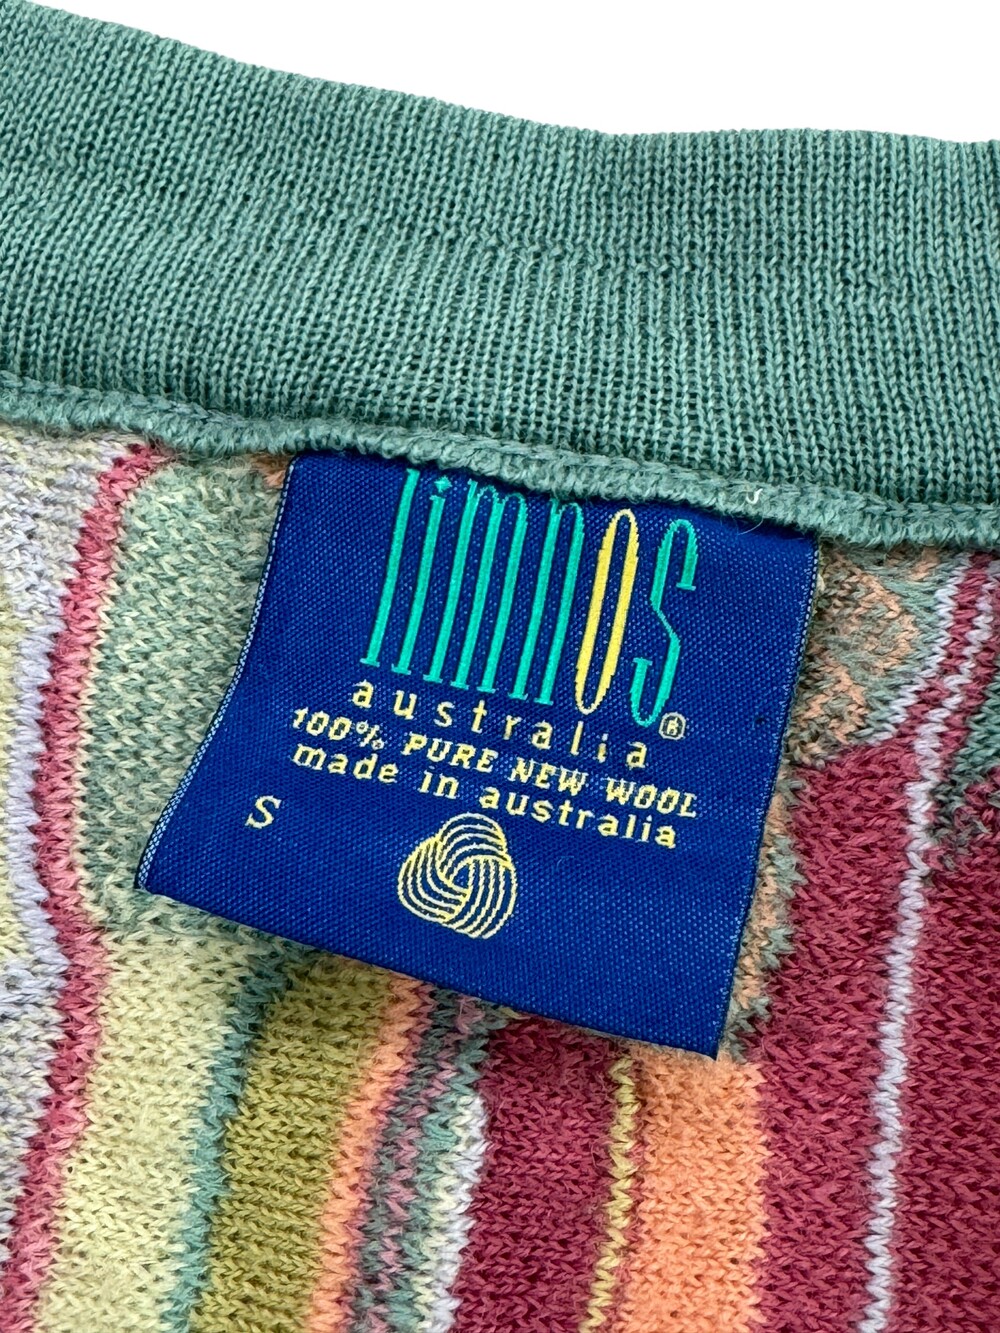 limnos
australia®
100% PURE NEW WOOL
made in australia
S